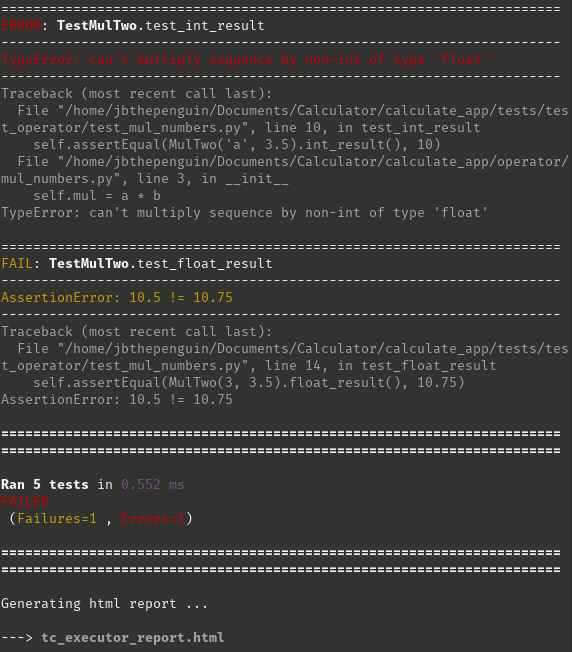 ======================================================================
ERROR: TestMulTwo.test_int_result
----------------------------------------------------------------------
TypeError: can't multiply sequence by non-int of type 'float'
----------------------------------------------------------------------
Traceback (most recent call last):
  File "/home/jbthepenguin/Documents/Calculator/calculate_app/tests/tes
t_operator/test_mul_numbers.py", line 10, in test_int_result
    self.assertEqual(MulTwo('a', 3.5).int_result(), 10)
  File "/home/jbthepenguin/Documents/Calculator/calculate_app/operator/
mul_numbers.py", line 3, in __init__
    self.mul = a * b
TypeError: can't multiply sequence by non-int of type 'float'

======================================================================
FAIL: TestMulTwo.test_float_result
----------------------------------------------------------------------
AssertionError: 10.5 != 10.75
----------------------------------------------------------------------
Traceback (most recent call last):
  File "/home/jbthepenguin/Documents/Calculator/calculate_app/tests/tes
t_operator/test_mul_numbers.py", line 14, in test_float_result
    self.assertEqual(MulTwo(3, 3.5).float_result(), 10.75)
AssertionError: 10.5 != 10.75

======================================================================
======================================================================

Ran 5 tests in 0.552 ms
FAILED
 (Failures=1 , Errors=1)

======================================================================
======================================================================

Generating html report ...

---> tc_executor_report.html